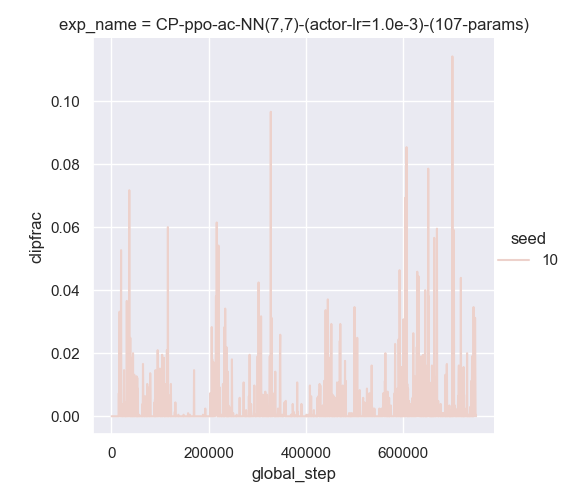 exp_name = CP-ppo-ac-NN(7,7)-(actor-lr=1.0e-3)-(107-params)
0.10
0.08
0.06
0.04
0.02
0.00
clipfrac
0
200000
400000
600000
global_step
seed
10